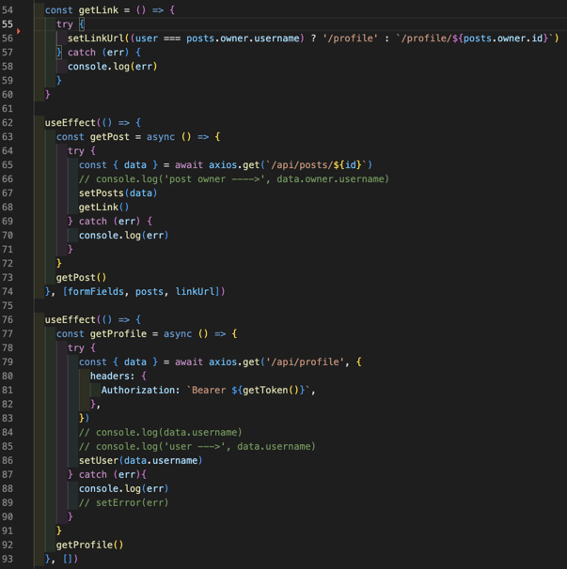 54 const getLink = () => {
55 try {
56 setLinkUrl((user === posts.owner.username) ? '/profile' : `/profile/${posts.owner.id}`)
57 } catch (err) {
58 console.log(err)
59 }
60 }
61
62 useEffect(() => {
63 const getPost = async () => {
64 try {
65 const { data } = await axios.get(`/api/posts/${id}`)
66 // console.log('post owner ---->', data.owner.username)
67 setPosts(data)
68 getLink()
69 } catch (err) {
70 console.log(err)
71 }
72 }
73 getPost()
74 }, [formFields, posts, linkUrl])
75
76 useEffect(() => {
77 const getProfile = async () => {
78 try {
79 const { data } = await axios.get('/api/profile', {
80 headers: {
81 Authorization: `Bearer ${getToken()}`,
82 },
83 })
84 // console.log(data.username)
85 // console.log('user --->', data.username)
86 setUser(data.username)
87 } catch (err){
88 console.log(err)
89 // setError(err)
90 }
91 }
92 getProfile()
93 }, [])